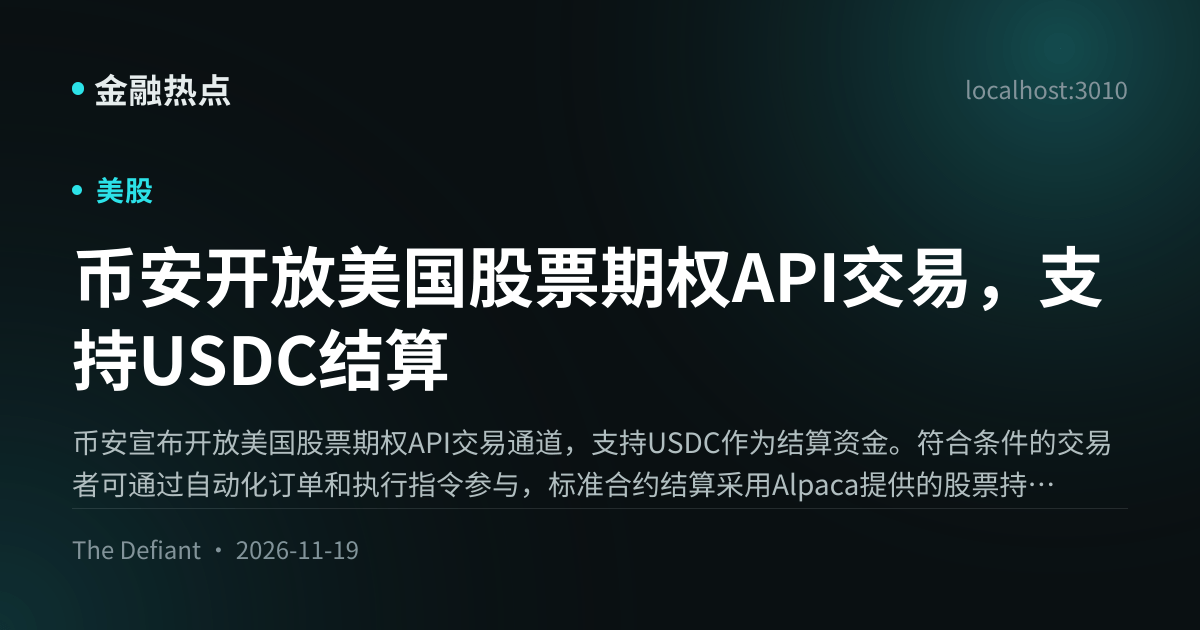 金融热点
localhost:3010
美股
币安开放美国股票期权API交易，支
持USDC结算
币安宣布开放美国股票期权API交易通道，支持USDC作为结算资金。符合条件的交易
者可通过自动化订单和执行指令参与，标准合约结算采用Alpaca提供的股票持…
The Defiant • 2026-11-19